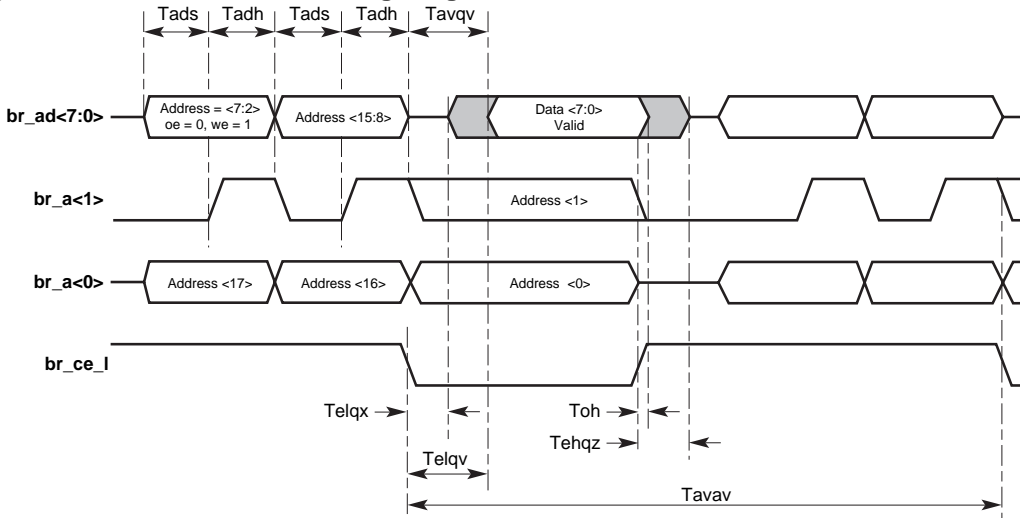 Tads Tadh Tads Tadh Tavqv
br_ad<7:0>
Address = <7:2>
oe = 0, we = 1
Address <15:8>
Data <7:0>
Valid
br_a<1>
Address <1>
br_a<0>
Address <17>
Address <16>
Address <0>
br_ce_l
Telqx
Toh
Tehqz
Telqv
Tavav